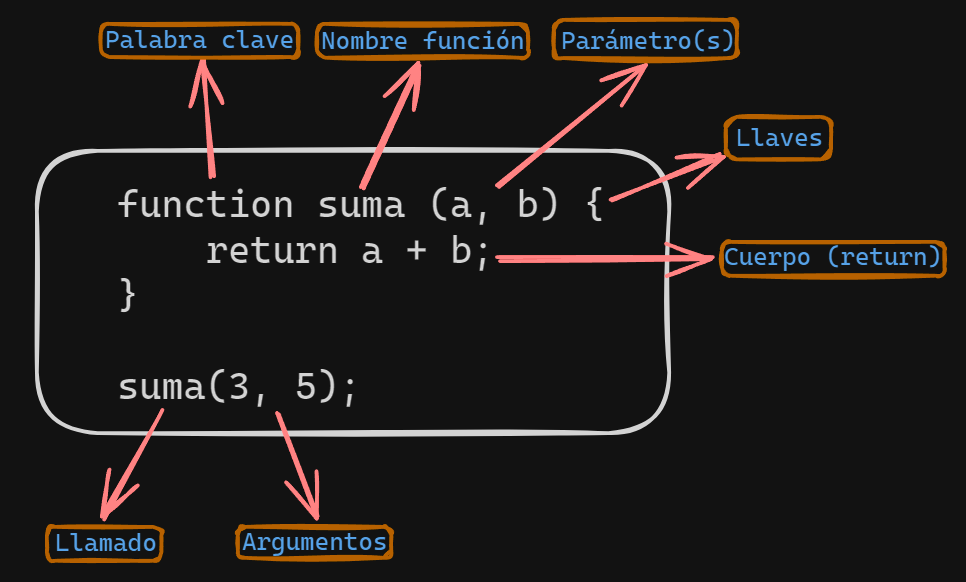 Palabra clave
Nombre función
Parámetro(s)
Llaves
function suma (a, b) {
return a + b;
Cuerpo (return)
}
suma(3, 5);
Llamado
Argumentos